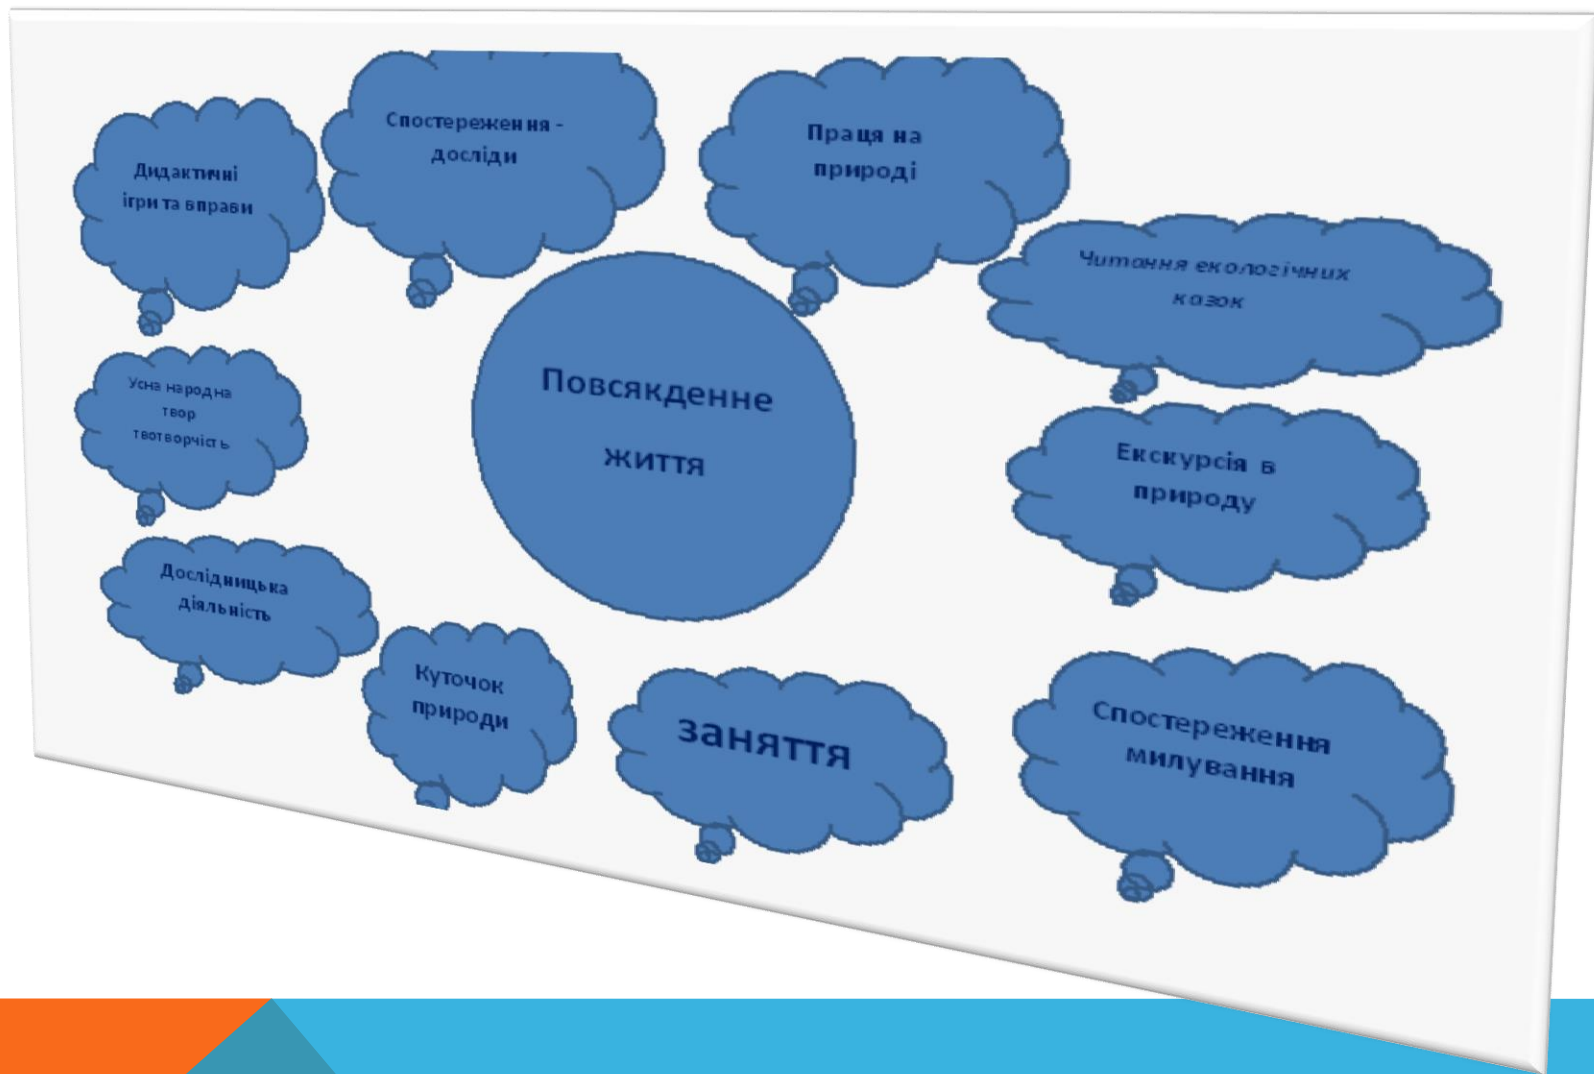 Спостереження -
досліди
Праця на
природі
Дидактичні
ігри та вправи
Читання екологічних
казок
Повсякденне
життя
Усна народна
твор
твотворчість
Екскурсія в
природу
Дослідницька
діяльність
Куточок
природи
заняття
Спостереження
милування